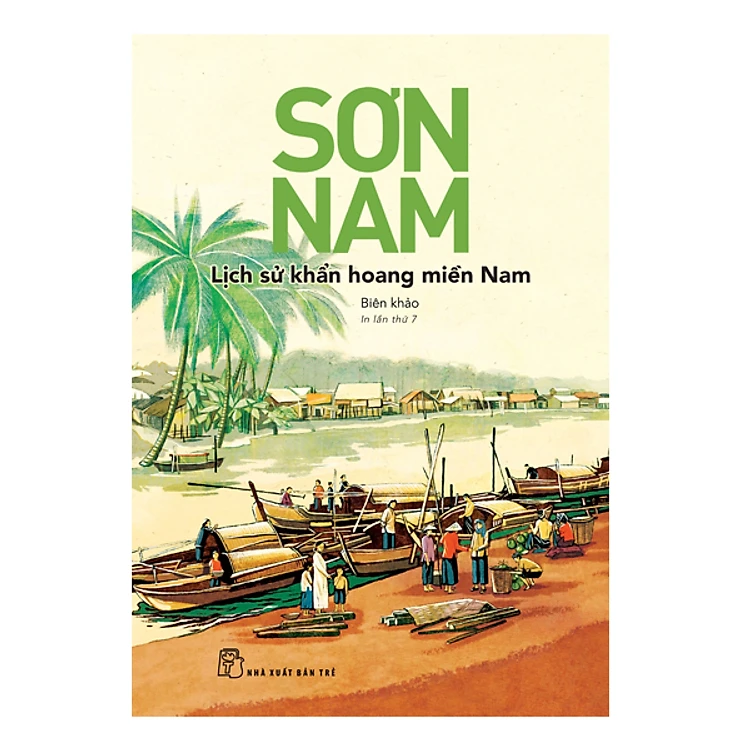 SƠN
NAM
Lịch sử khẩn hoang miền Nam
Biên khảo
In lần thứ 7
NHÀ XUẤT BẢN TRẺ